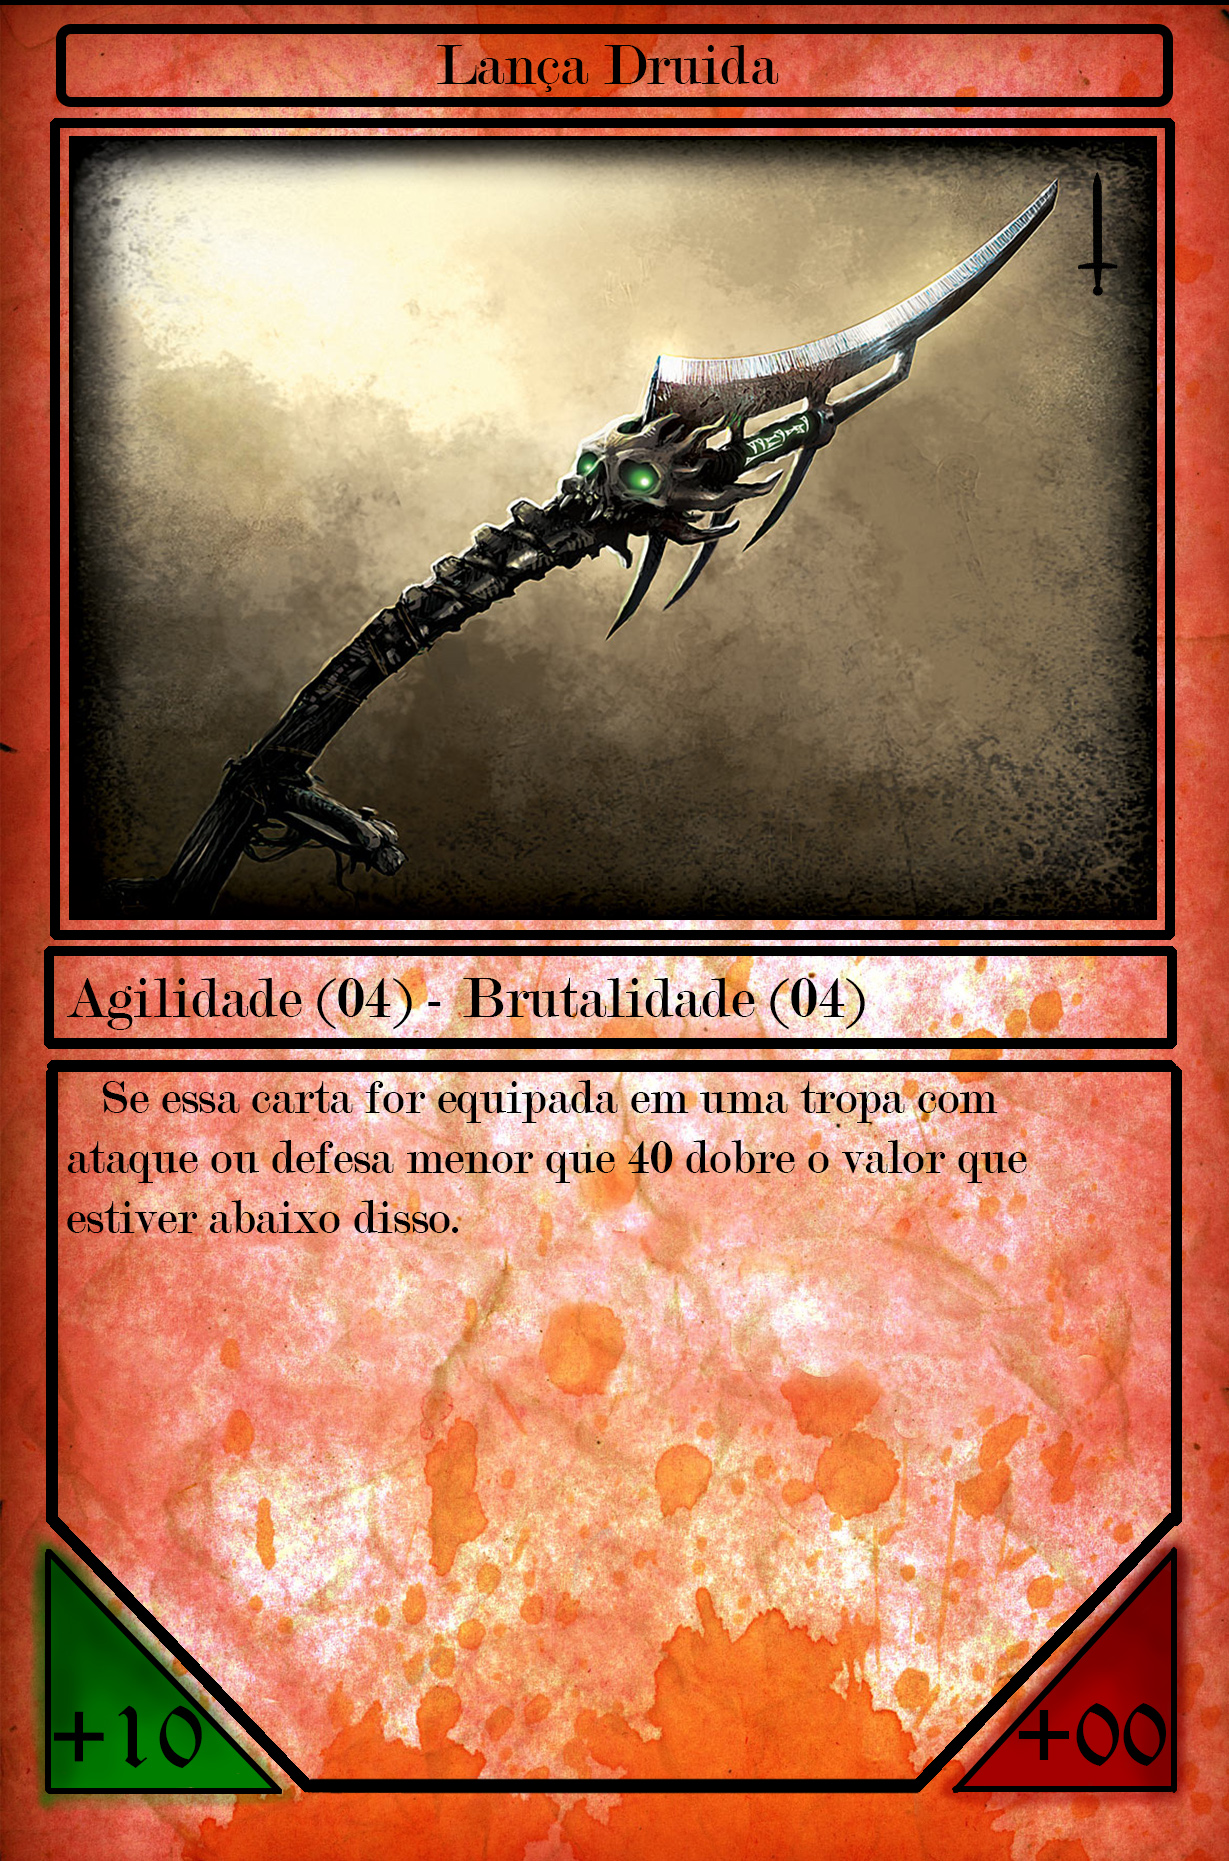 Lança Druida
Agilidade (04) - Brutalidade (04)
Se essa carta for equipada em uma tropa com
ataque ou defesa menor que 40 dobre o valor que
estiver abaixo disso.
+10
+00